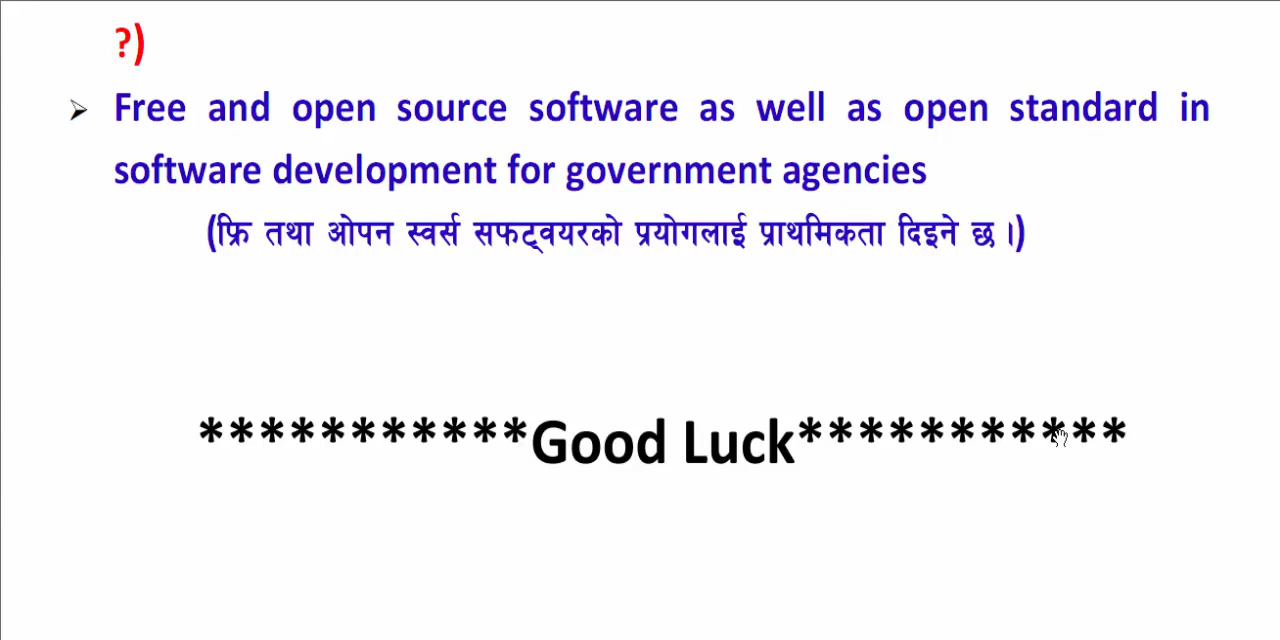 ?)
➢ Free and open source software as well as open standard in
software development for government agencies
(फ्रि तथा ओपन स्वर्स सफट्वयरको प्रयोगलाई प्राथमिकता दिइने छ ।)
***********Good Luck***********